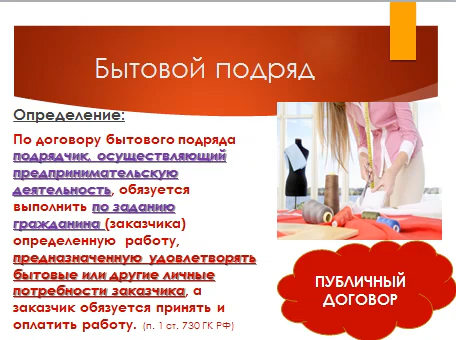 Бытовой подряд
Определение:
По договору бытового подряда
подрядчик, осуществляющий
предпринимательскую
деятельность, обязуется
выполнить по заданию
гражданина (заказчика)
определенную работу,
предназначенную удовлетворять
бытовые или другие личные
потребности заказчика, а
заказчик обязуется принять и
оплатить работу. (п. 1 ст. 730 ГК РФ)
ПУБЛИЧНЫЙ
ДОГОВОР